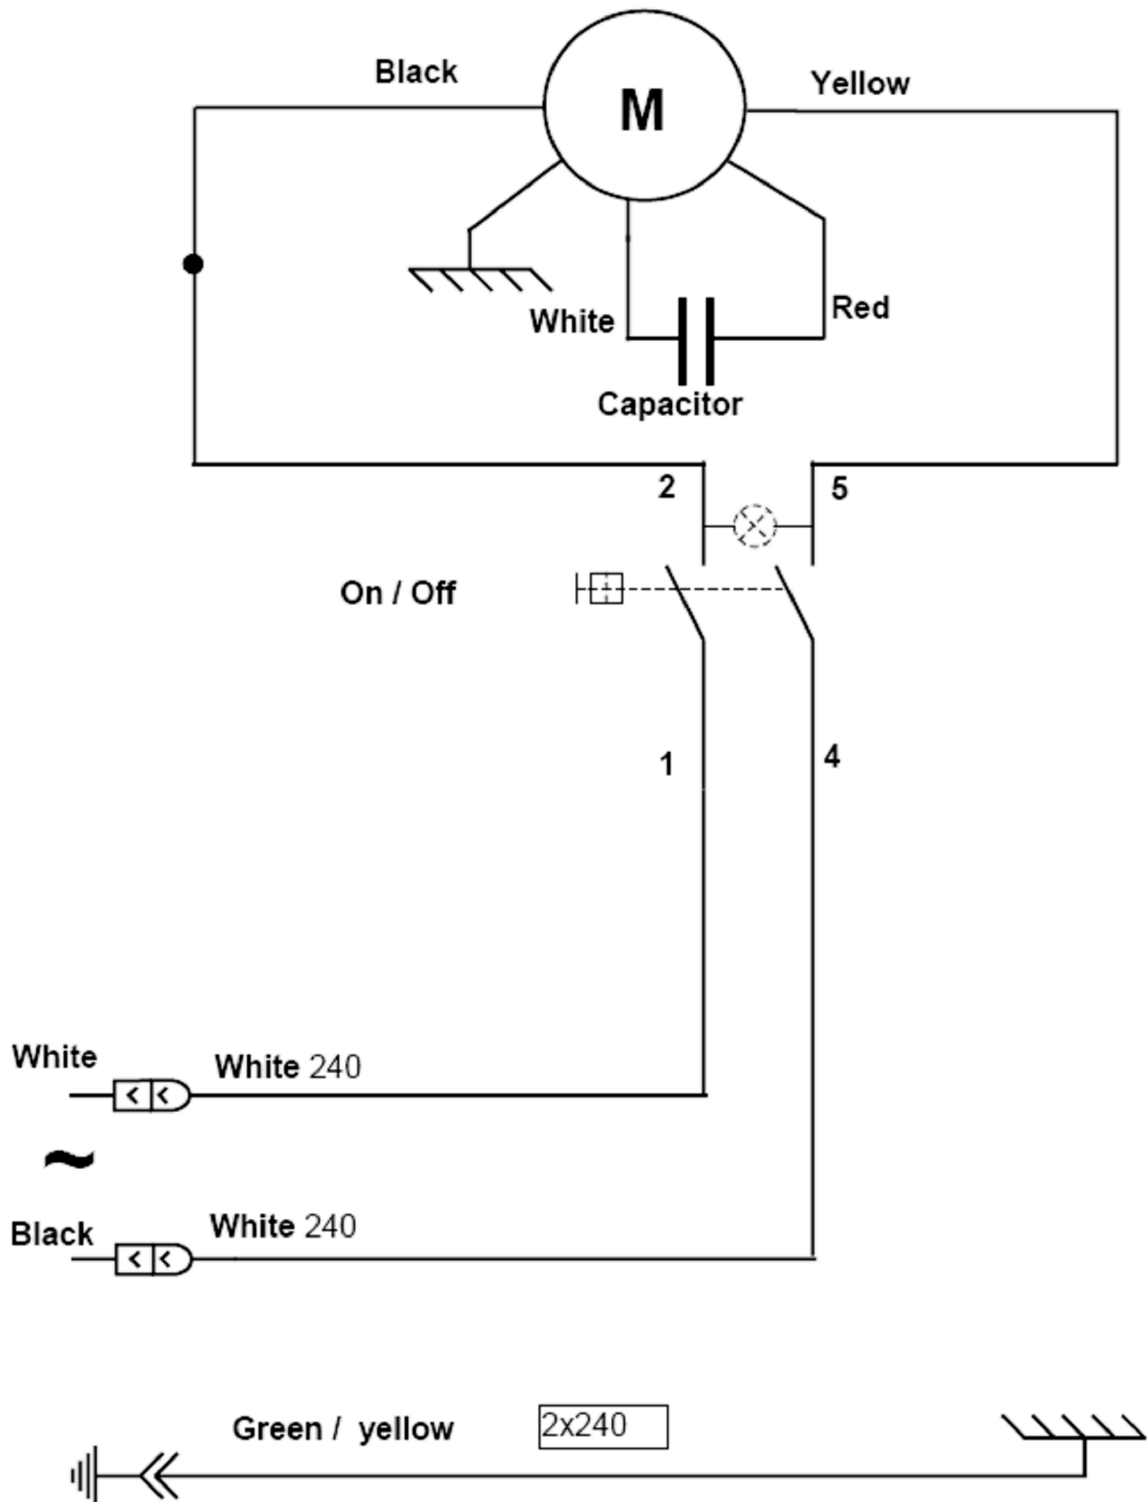 Black
Yellow
M
White
Red
Capacitor
2
5
On / Off
1
4
White
White 240
~
Black
White 240
Green / yellow
2x240